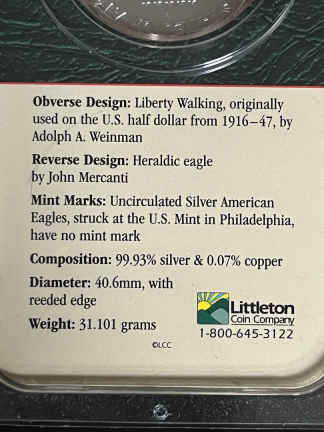 Obverse Design: Liberty Walking, originally
used on the U.S. half dollar from 1916–47, by
Adolph A. Weinman
Reverse Design: Heraldic eagle
by John Mercanti
Mint Marks: Uncirculated Silver American
Eagles, struck at the U.S. Mint in Philadelphia,
have no mint mark
Composition: 99.93% silver & 0.07% copper
Diameter: 40.6mm, with
reeded edge
Weight: 31.101 grams
Littleton
Coin Company
1-800-645-3122
©LCC